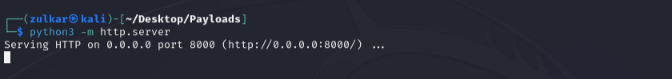 ┌──(zulkar㉿kali)-[~/Desktop/Payloads]
└─$ python3 -m http.server
Serving HTTP on 0.0.0.0 port 8000 (http://0.0.0.0:8000/) ...